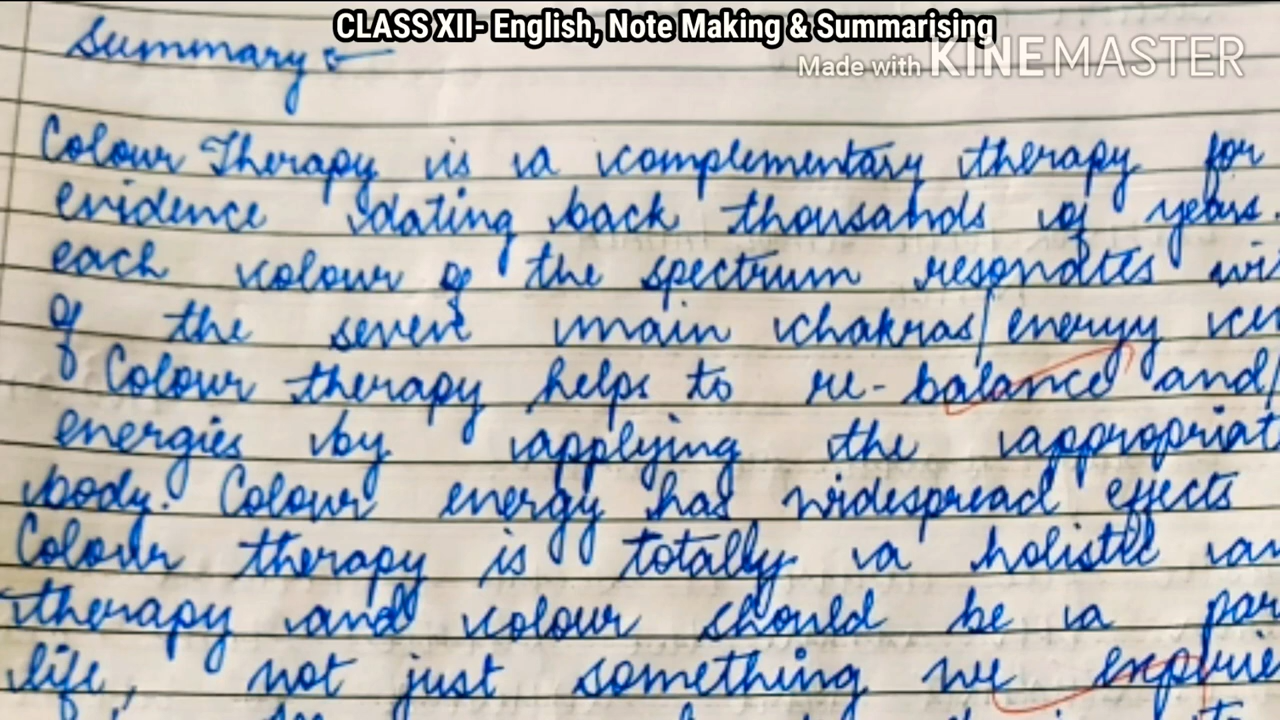 CLASS XII- English, Note Making & Summarising
Made with KINEMASTER
Summary :-
Colour Therapy is a complementary therapy for
evidence dating back thousands of years.
each colour of the spectrum resonates
of the seven main chakras/energy
Colour therapy helps to re-balance and/
energies by applying the
body. Colour energy has widespread effects
Colour therapy is totally a holistic
therapy and colour should be a
life, not just something we